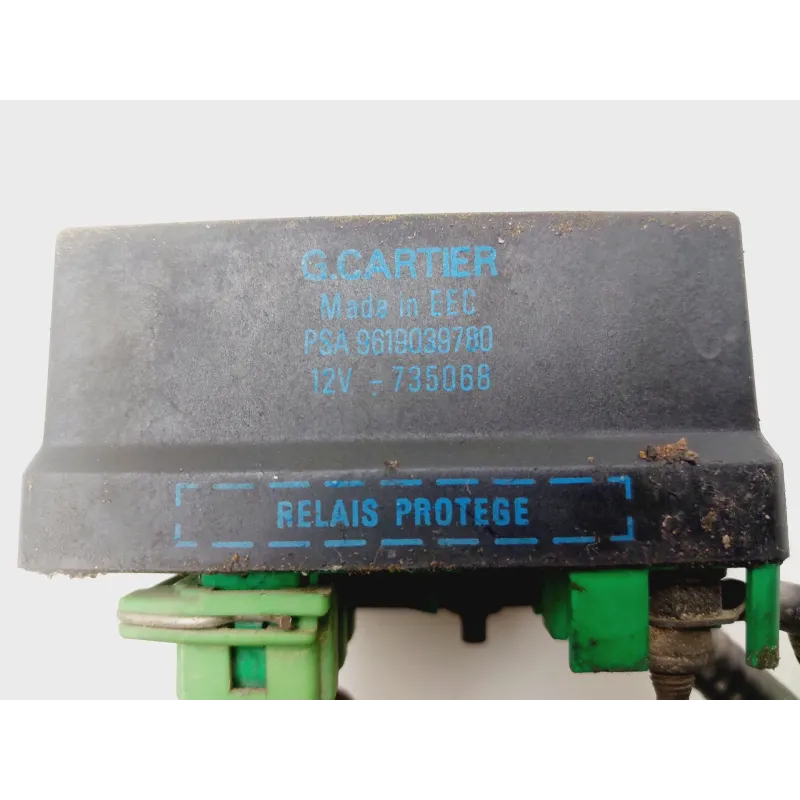 G.CARTIER
Made in EEC
PSA 9619039780
12V - 735068
RELAIS PROTEGE